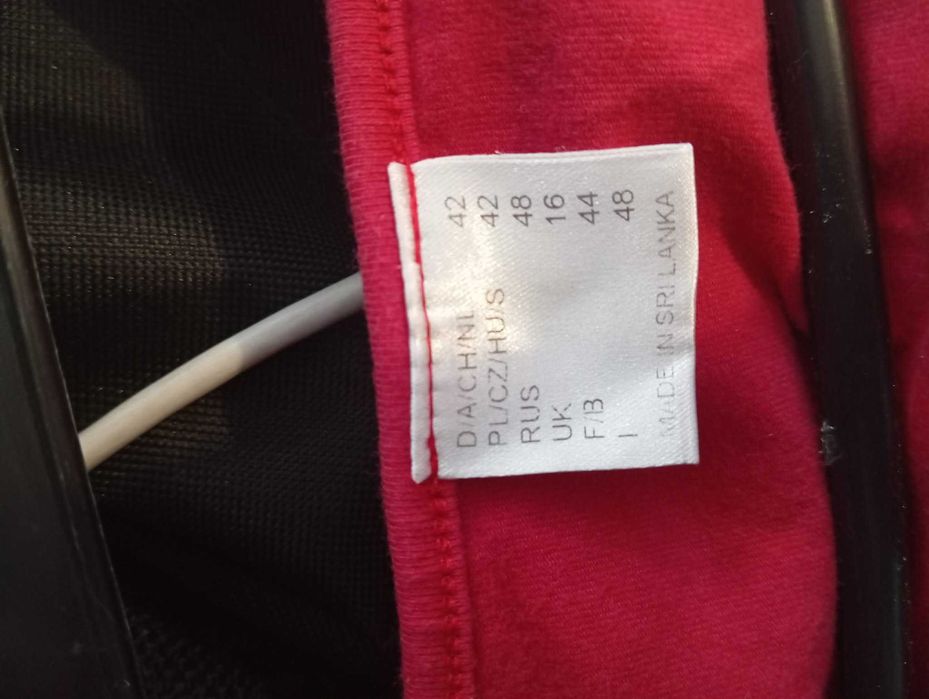 D/A/CH/NL 42
PL/CZ/HU/S 42
RUS 48
UK 16
F/B 44
I 48
MADE IN SRI LANKA